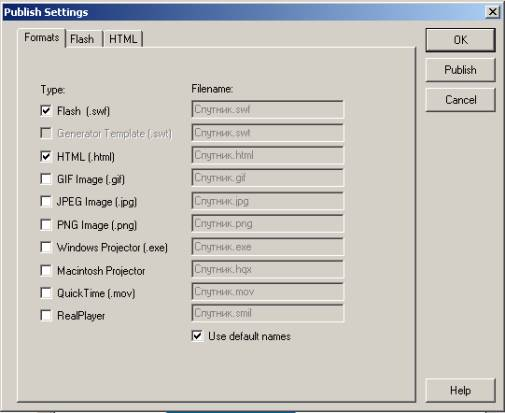 Publish Settings
Formats Flash HTML
OK
Publish
Cancel
Type: Filename:
Flash (.swf) Спутник.swf
Generator Template (.swt) Спутник.swt
HTML (.html) Спутник.html
GIF Image (.gif) Спутник.gif
JPEG Image (.jpg) Спутник.jpg
PNG Image (.png) Спутник.png
Windows Projector (.exe) Спутник.exe
Macintosh Projector Спутник.hqx
QuickTime (.mov) Спутник.mov
RealPlayer Спутник.smil
Use default names
Help